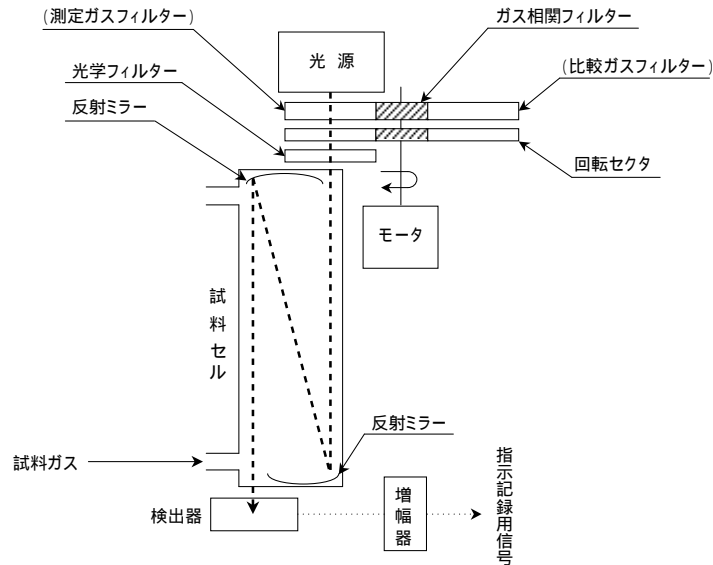 (測定ガスフィルター)
ガス相関フィルター
光 源
光学フィルター
(比較ガスフィルター)
反射ミラー
回転セクタ
モータ
試料セル
反射ミラー
試料ガス
指示記録用信号
検出器
増幅器